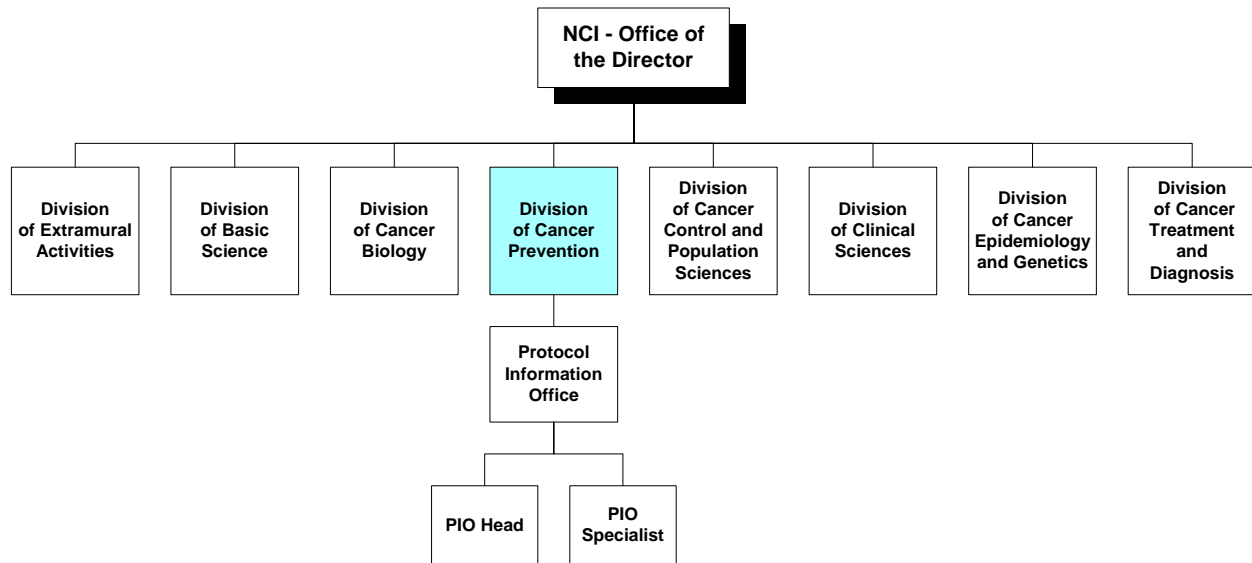 NCI - Office of
the Director
Division
of Extramural
Activities
Division
of Basic
Science
Division
of Cancer
Biology
Division
of Cancer
Prevention
Division
of Cancer
Control and
Population
Sciences
Division
of Clinical
Sciences
Division
of Cancer
Epidemiology
and Genetics
Division
of Cancer
Treatment
and
Diagnosis
Protocol
Information
Office
PIO Head
PIO
Specialist